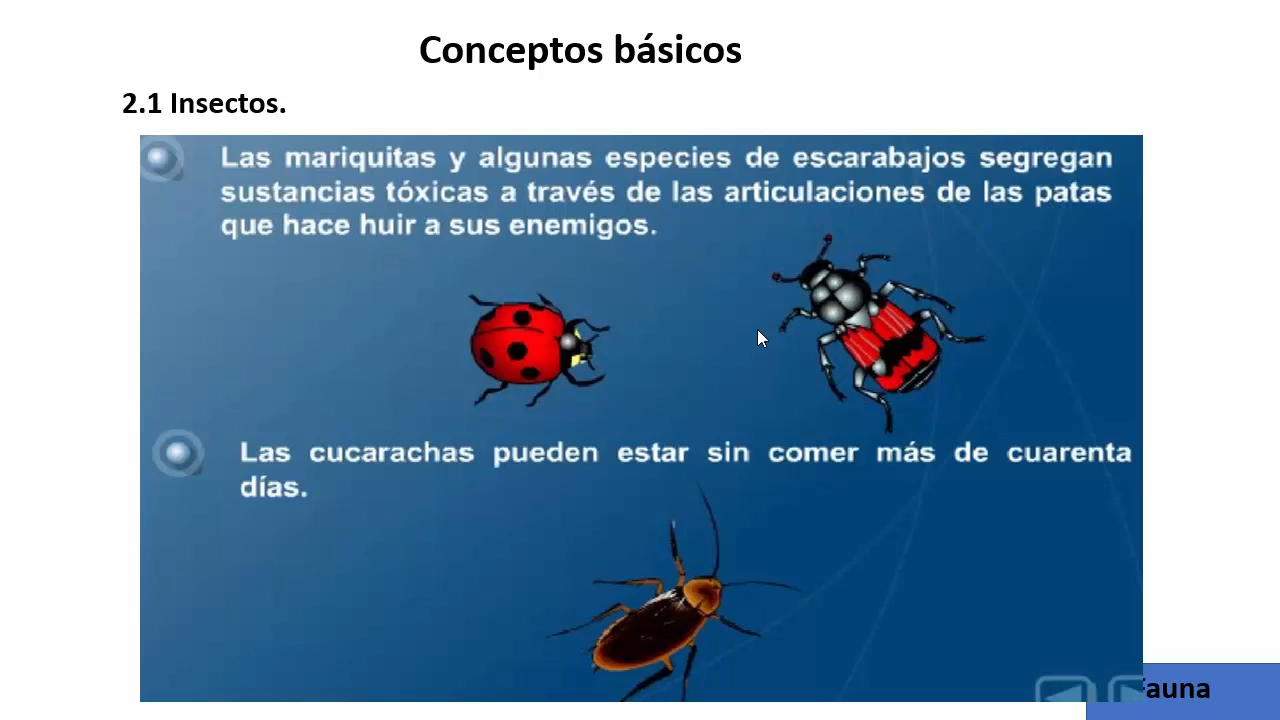 Conceptos básicos
2.1 Insectos.
Las mariquitas y algunas especies de escarabajos segregan
sustancias tóxicas a través de las articulaciones de las patas
que hace huir a sus enemigos.
Las cucarachas pueden estar sin comer más de cuarenta
días.
Fauna